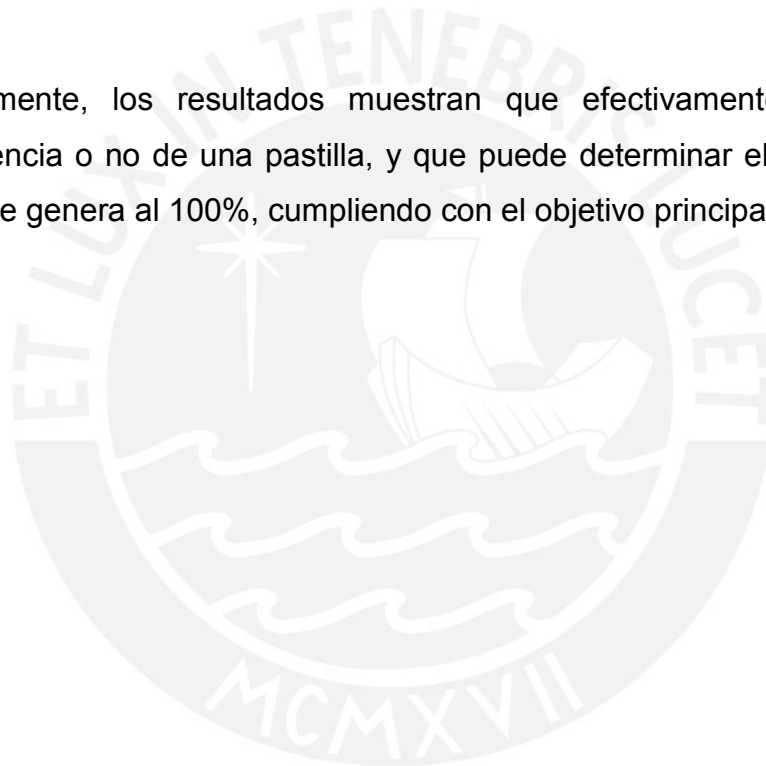 mente, los resultados muestran que efectivament
encia o no de una pastilla, y que puede determinar el
e genera al 100%, cumpliendo con el objetivo principa
ET LUX IN TENEBRIS LUCET
MCMXVII